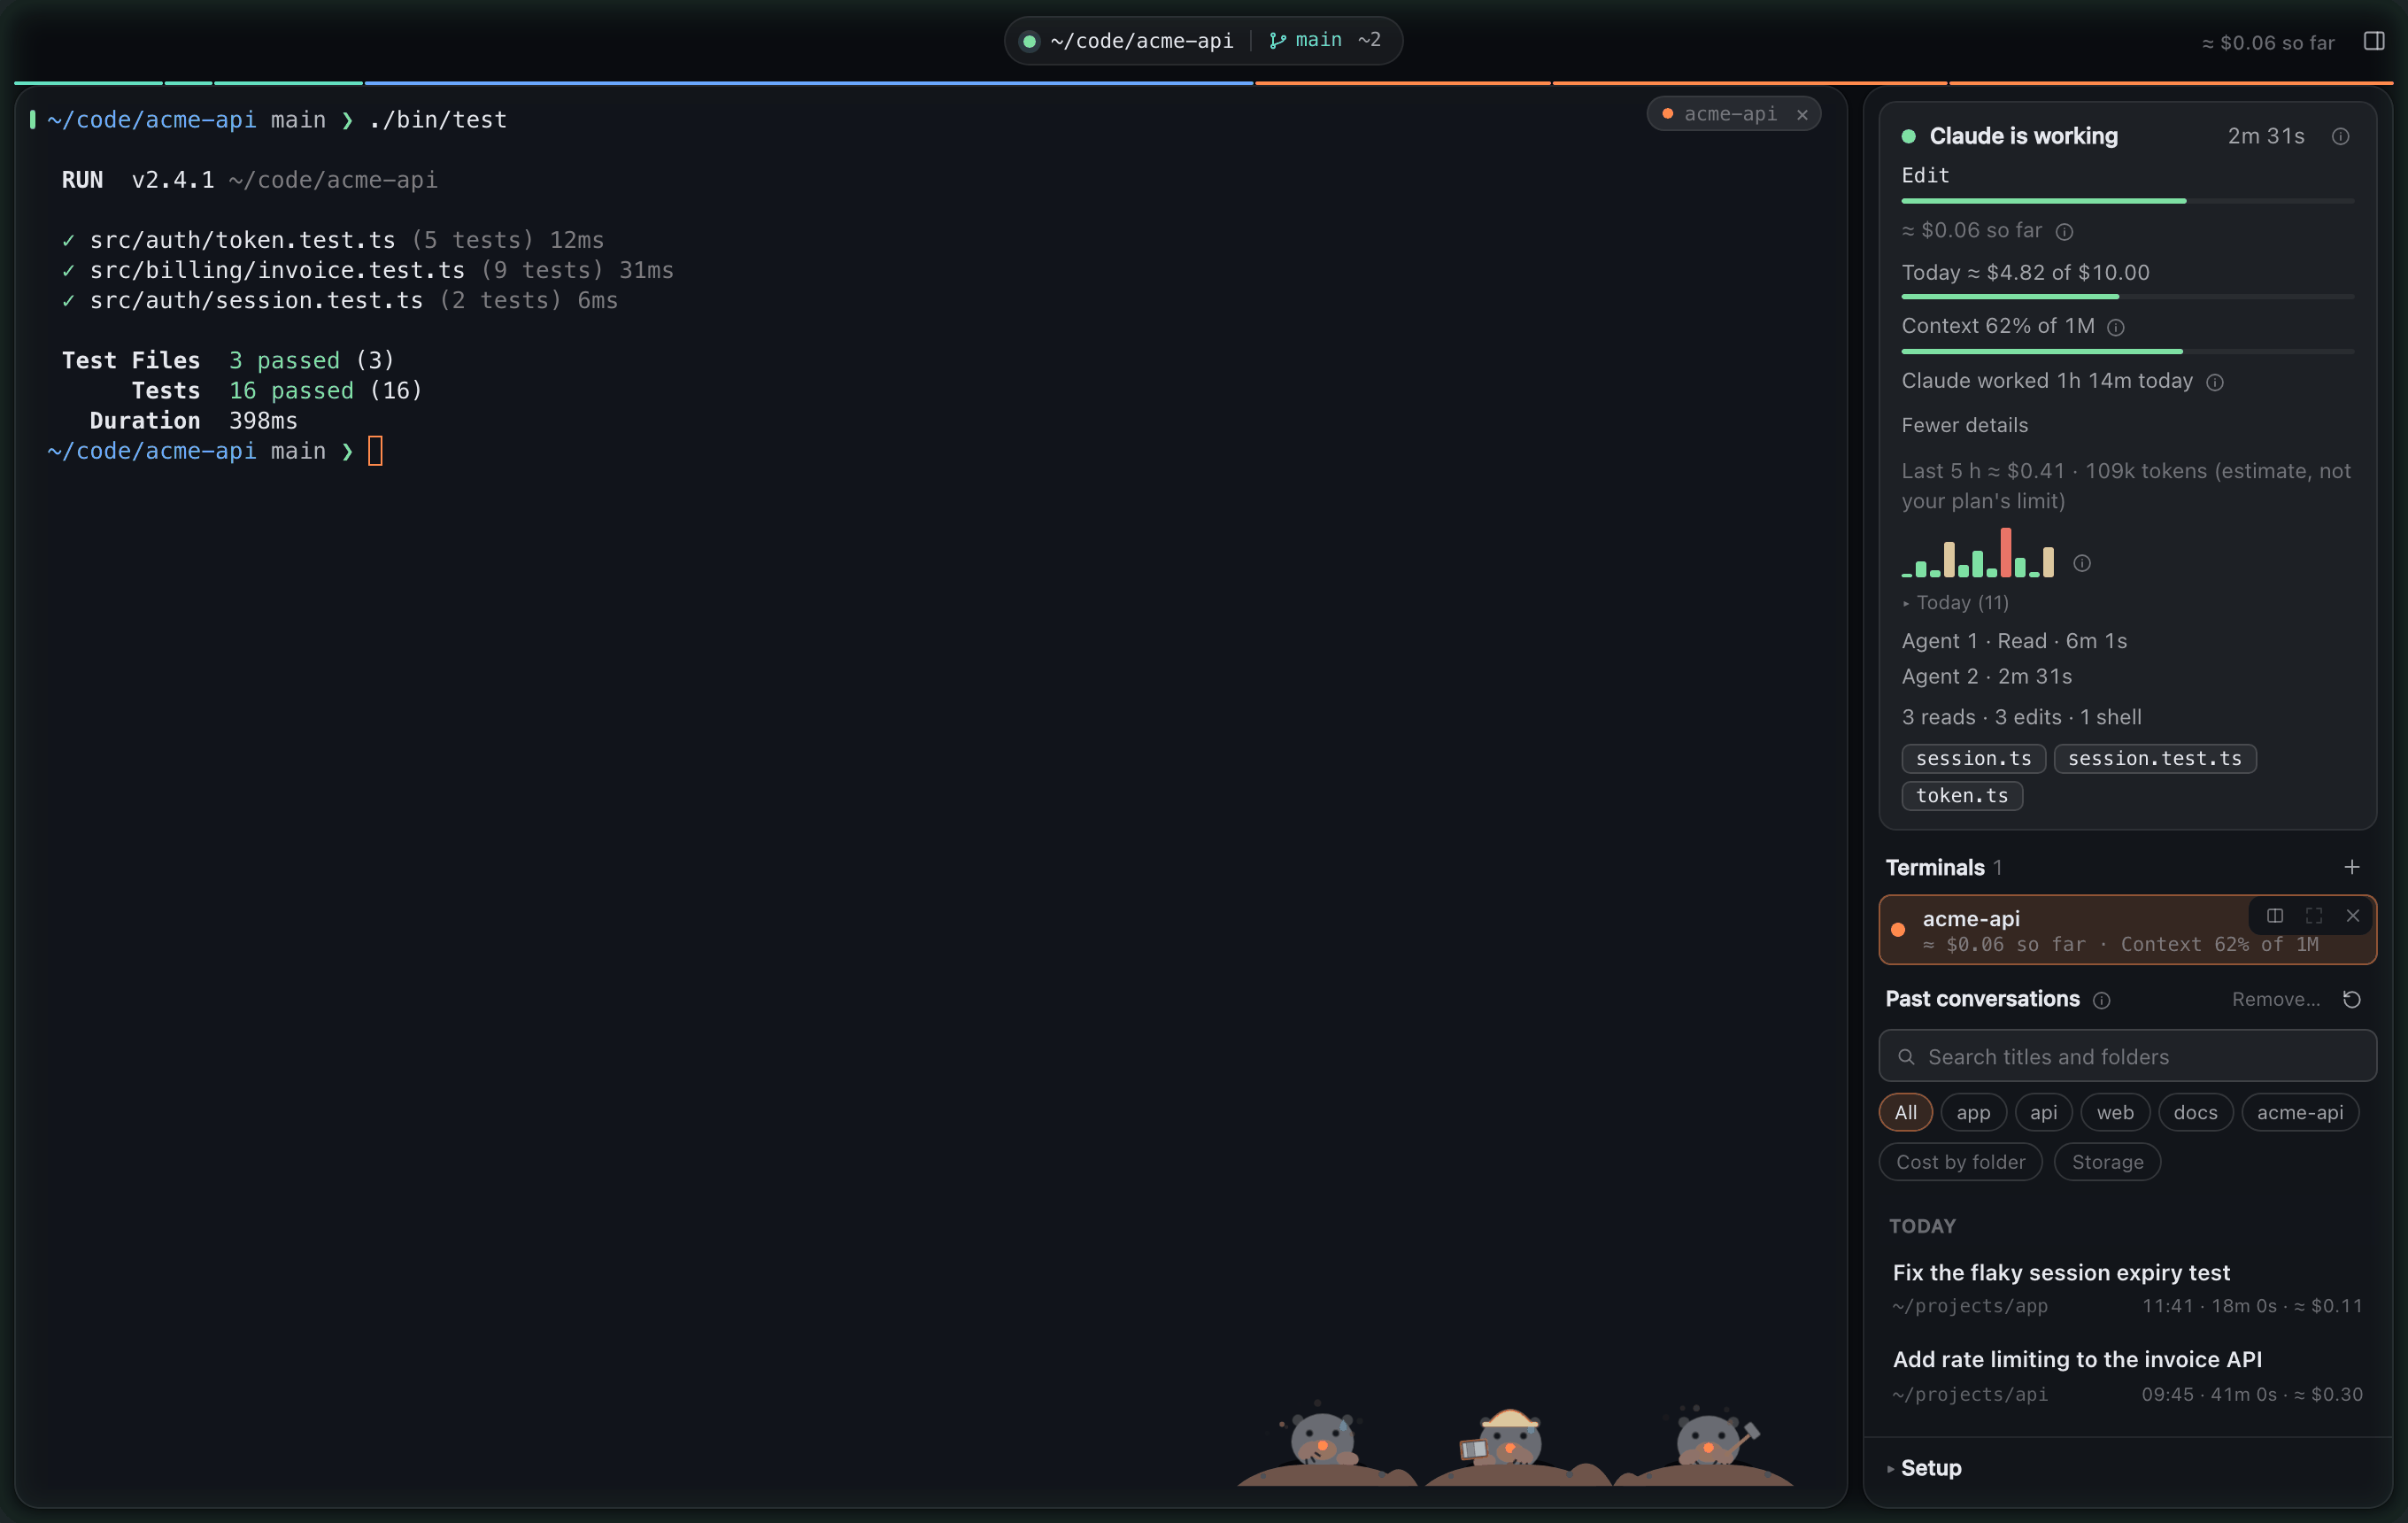 ~/code/acme-api main ~2
≈ $0.06 so far
~/code/acme-api main ❯ ./bin/test
acme-api ×
RUN v2.4.1 ~/code/acme-api
✓ src/auth/token.test.ts (5 tests) 12ms
✓ src/billing/invoice.test.ts (9 tests) 31ms
✓ src/auth/session.test.ts (2 tests) 6ms
Test Files 3 passed (3)
Tests 16 passed (16)
Duration 398ms
~/code/acme-api main ❯
Claude is working 2m 31s
Edit
≈ $0.06 so far
Today ≈ $4.82 of $10.00
Context 62% of 1M
Claude worked 1h 14m today
Fewer details
Last 5 h ≈ $0.41 · 109k tokens (estimate, not
your plan's limit)
▸ Today (11)
Agent 1 · Read · 6m 1s
Agent 2 · 2m 31s
3 reads · 3 edits · 1 shell
session.ts session.test.ts
token.ts
Terminals 1
acme-api
≈ $0.06 so far · Context 62% of 1M
Past conversations Remove...
Search titles and folders
All app api web docs acme-api
Cost by folder Storage
TODAY
Fix the flaky session expiry test
~/projects/app 11:41 · 18m 0s · ≈ $0.11
Add rate limiting to the invoice API
~/projects/api 09:45 · 41m 0s · ≈ $0.30
▸ Setup